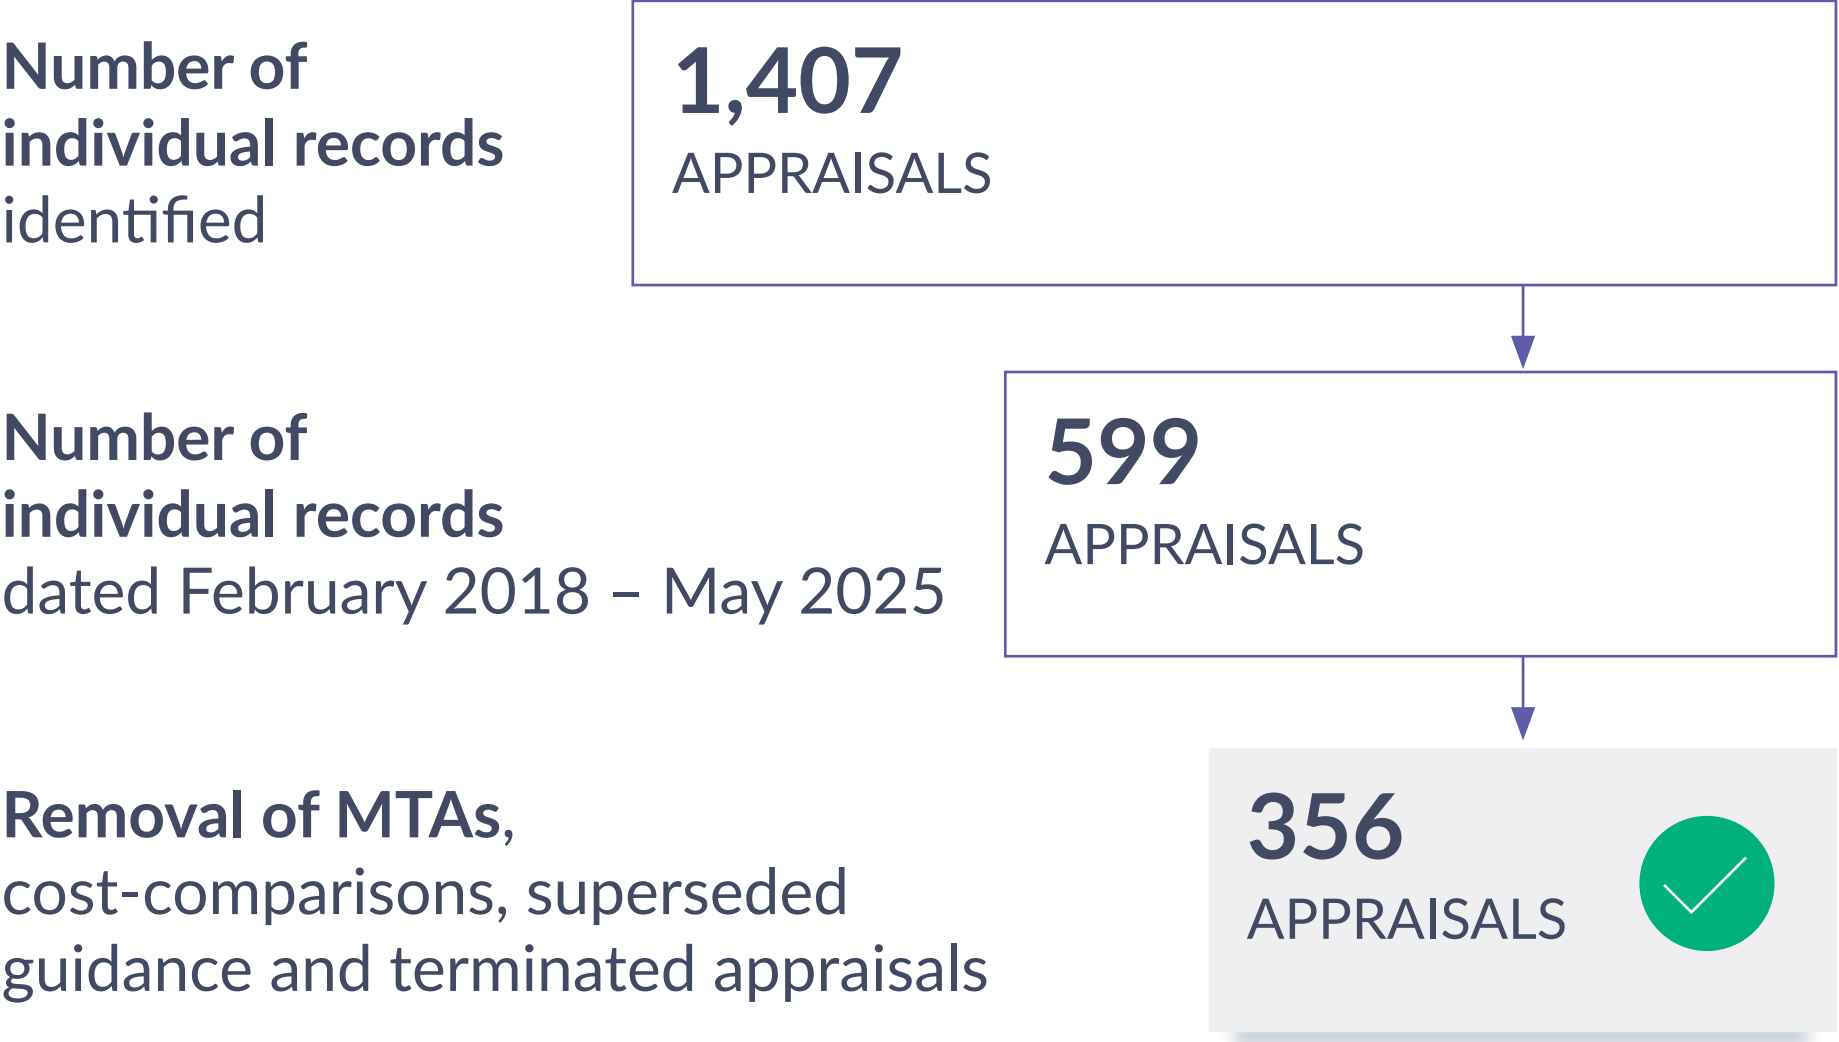 Number of
individual records
identified
1,407
APPRAISALS
Number of
individual records
dated February 2018 – May 2025
599
APPRAISALS
Removal of MTAs,
cost-comparisons, superseded
guidance and terminated appraisals
356
APPRAISALS